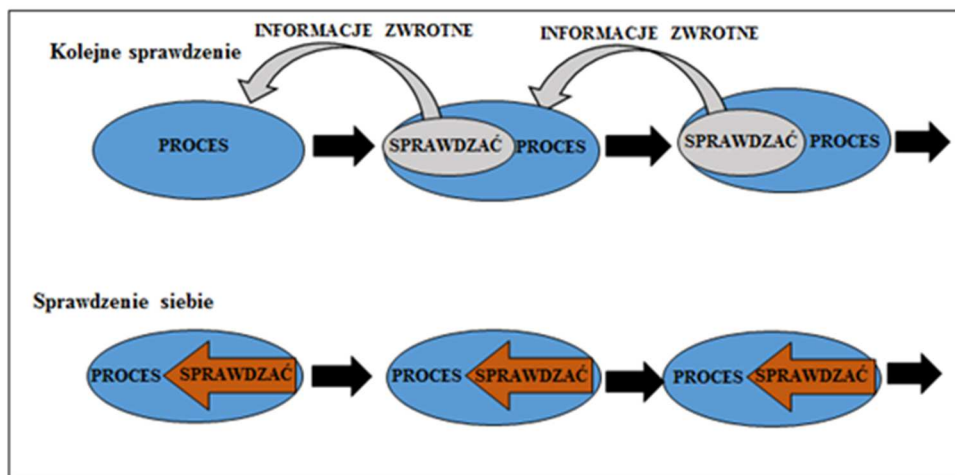 INFORMACJE ZWROTNE
INFORMACJE ZWROTNE
Kolejne sprawdzenie
PROCES
SPRAWDZAĆ
PROCES
SPRAWDZAĆ
PROCES
Sprawdzenie siebie
PROCES
SPRAWDZAĆ
PROCES
SPRAWDZAĆ
PROCES
SPRAWDZAĆ